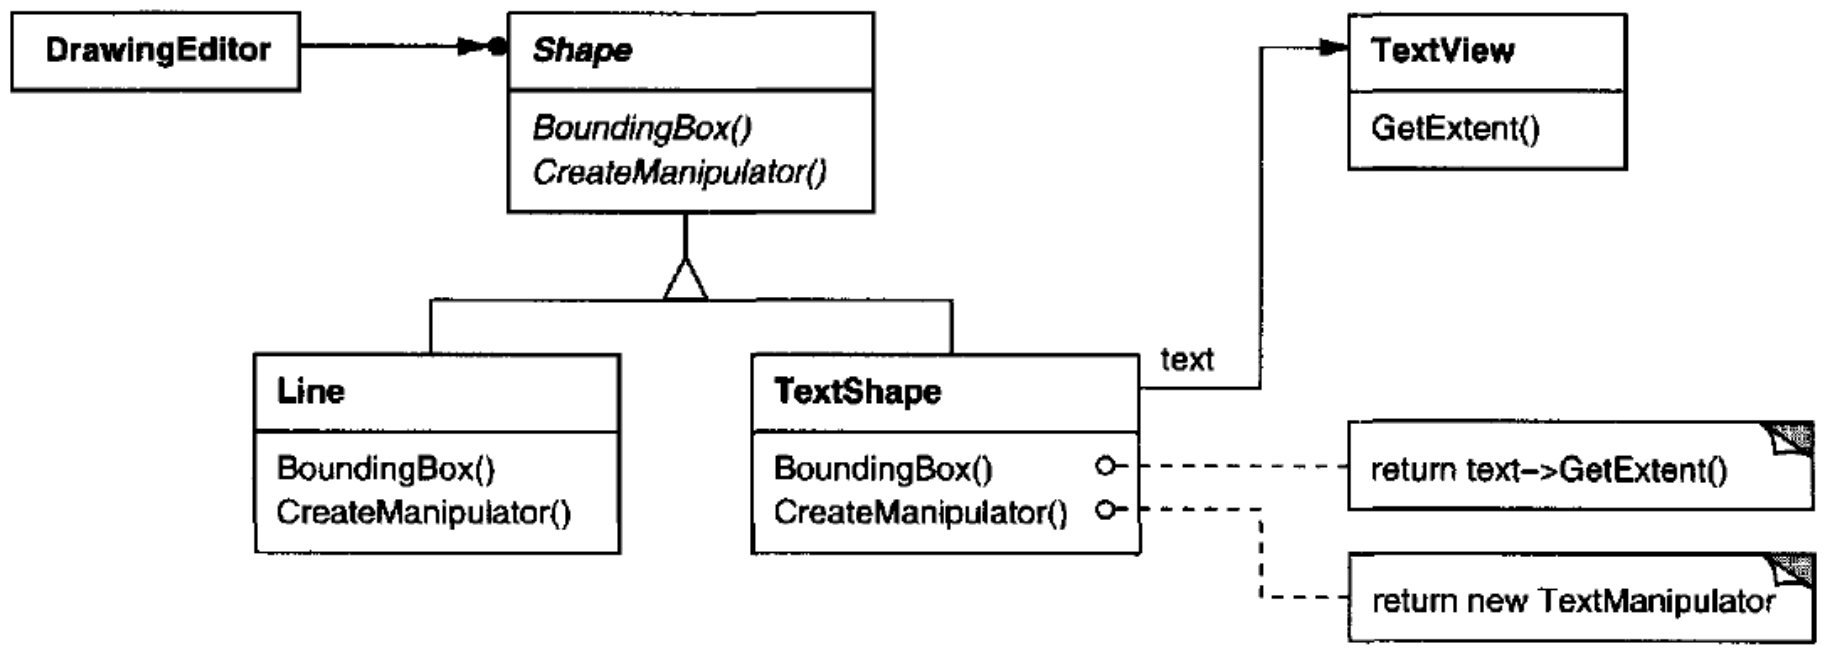 DrawingEditor
Shape
BoundingBox()
CreateManipulator()
TextView
GetExtent()
Line
BoundingBox()
CreateManipulator()
TextShape
BoundingBox()
CreateManipulator()
text
return text->GetExtent()
return new TextManipulator